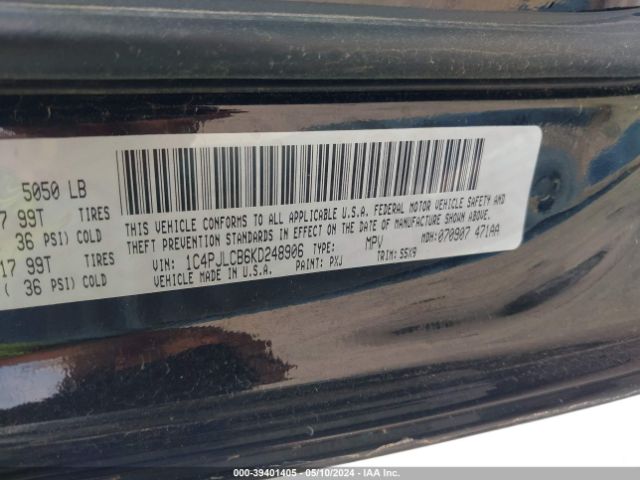 5050 LB
7 99T TIRES
36 PSI) COLD
17 99T TIRES
( 36 PSI) COLD
THIS VEHICLE CONFORMS TO ALL APPLICABLE U.S.A. FEDERAL MOTOR VEHICLE SAFETY AND
THEFT PREVENTION STANDARDS IN EFFECT ON THE DATE OF MANUFACTURE SHOWN ABOVE.
VIN: 1C4PJLCB6KD248906 TYPE: MPV MDH: 070907 471AA
VEHICLE MADE IN U.S.A. PAINT: PXJ TRIM: S5X9
000-39401405 - 05/10/2024 - IAA Inc.